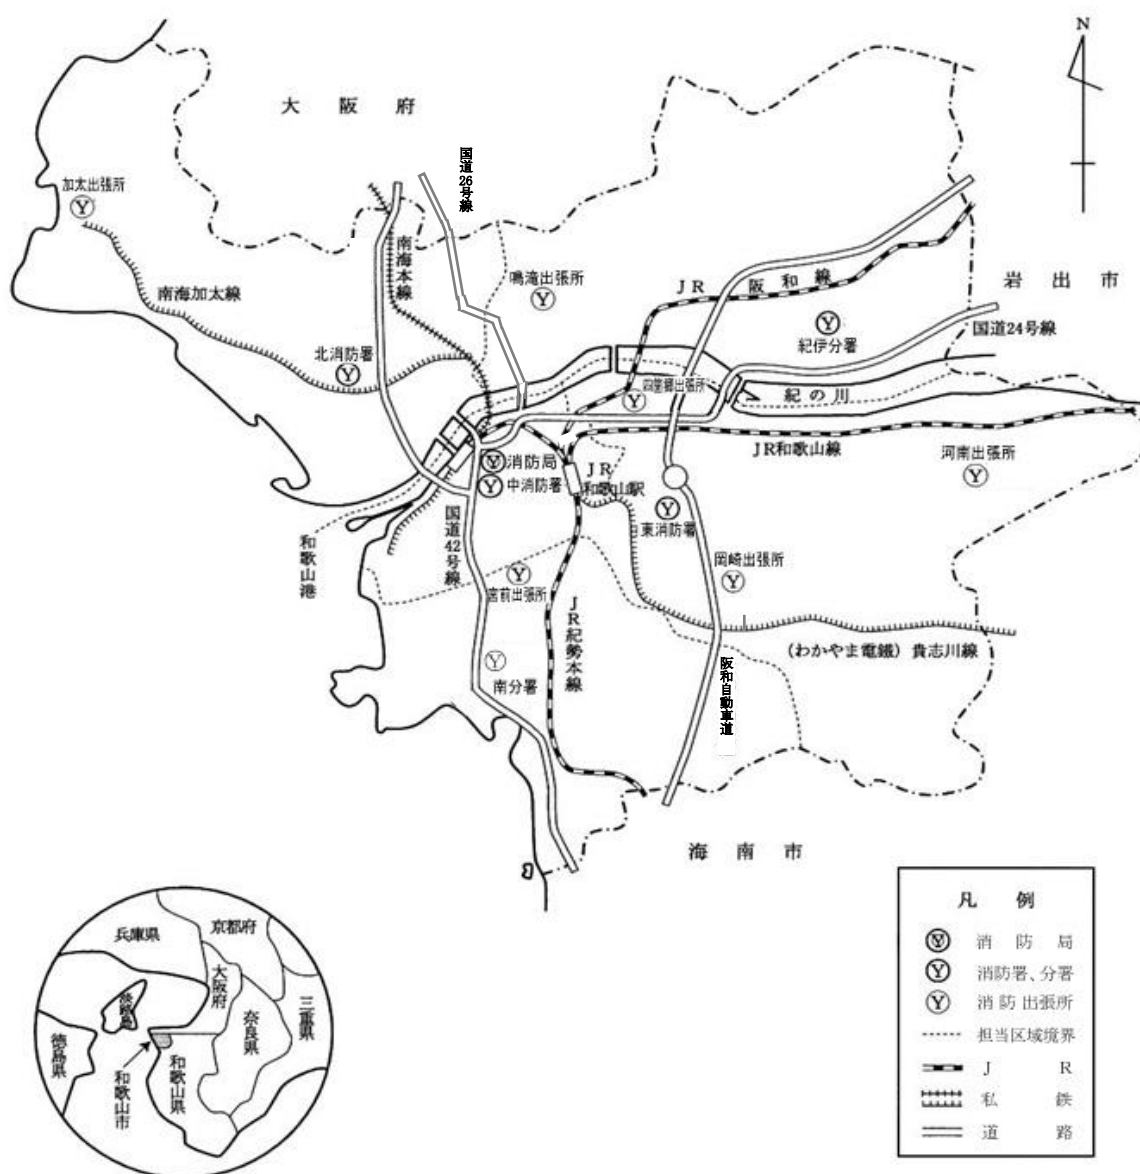 N
大阪府
国道26号線
加太出張所
南海本線
鳴滝出張所
JR 阪和線
岩出市
南海加太線
国道24号線
紀伊分署
北消防署
四箇郷出張所
紀の川
JR和歌山線
河南出張所
消防局
JR
和歌山駅
中消防署
国道42号線
東消防署
和歌山港
岡崎出張所
宮前出張所
JR紀勢本線
(わかやま電鐵)貴志川線
南分署
阪和自動車道
海南市
凡例
消防局
消防署、分署
消防出張所
担当区域境界
JR
私鉄
道路
兵庫県
京都府
大阪府
淡路島
奈良県
三重県
徳島県
和歌山県
和歌山市